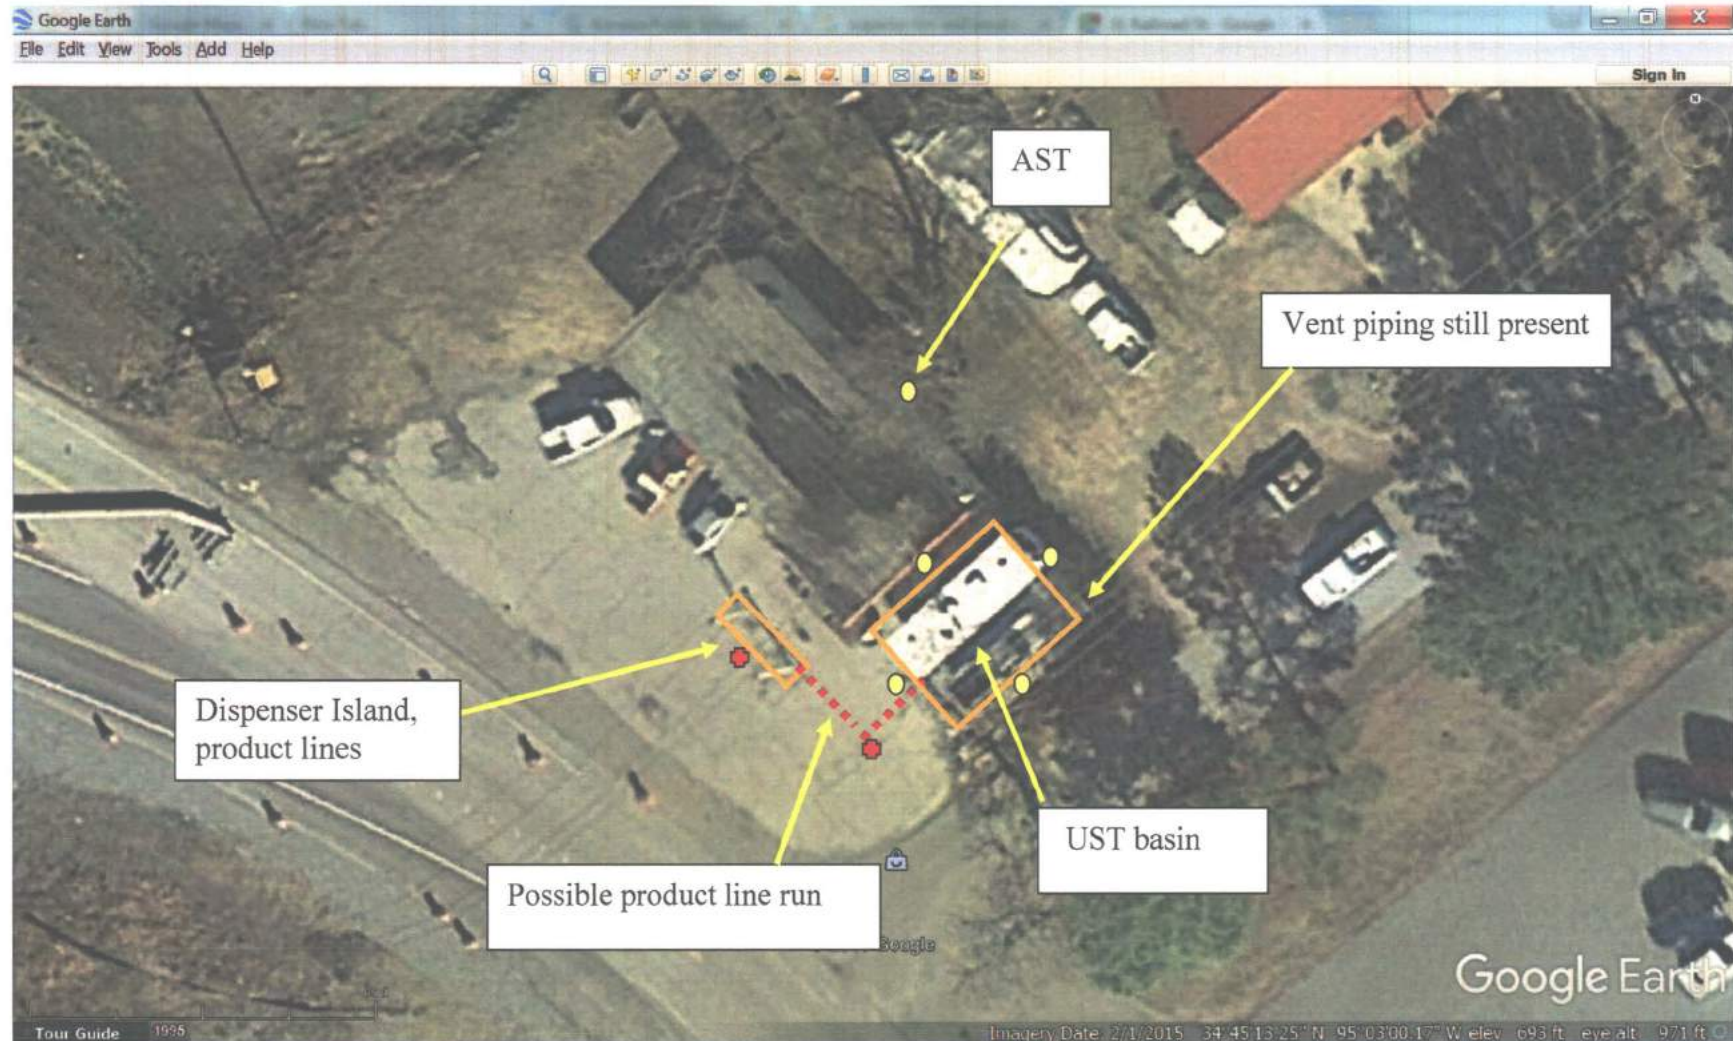 Google Earth
File Edit View Tools Add Help
Sign in
AST
Vent piping still present
Dispenser Island,
product lines
UST basin
Possible product line run
Google
Google Earth
Tour Guide
1995
Imagery Date: 2/1/2015 34°45'13.25" N 95°03'00.17" W elev 693 ft eye alt 971 ft